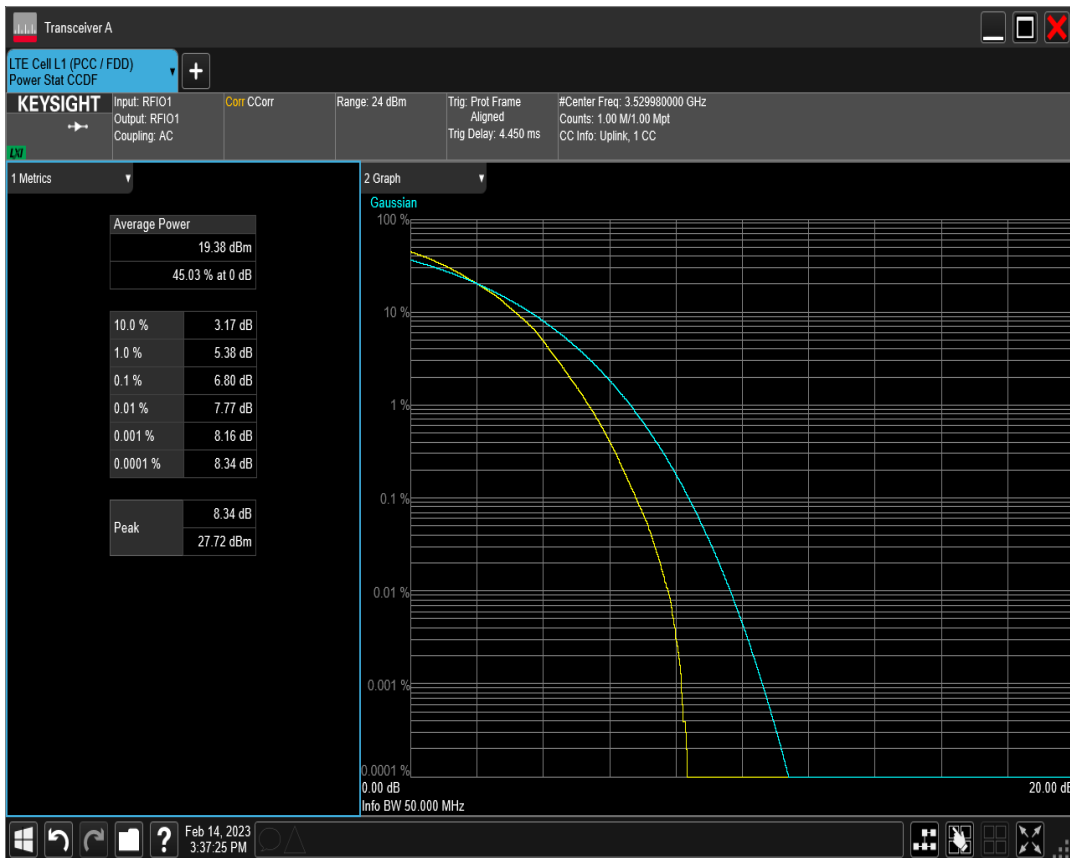 Transceiver A
LTE Cell L1 (PCC / FDD)
Power Stat CCDF
KEYSIGHT
LXI
Input: RFIO1
Output: RFIO1
Coupling: AC
Corr CCorr
Range: 24 dBm
Trig: Prot Frame
Aligned
Trig Delay: 4.450 ms
#Center Freq: 3.529980000 GHz
Counts: 1.00 M/1.00 Mpt
CC Info: Uplink, 1 CC
1 Metrics
Average Power
19.38 dBm
45.03 % at 0 dB
10.0 % 3.17 dB
1.0 % 5.38 dB
0.1 % 6.80 dB
0.01 % 7.77 dB
0.001 % 8.16 dB
0.0001 % 8.34 dB
Peak
8.34 dB
27.72 dBm
2 Graph
Gaussian
100 %
10 %
1 %
0.1 %
0.01 %
0.001 %
0.0001 %
0.00 dB 20.00 dB
Info BW 50.000 MHz
Feb 14, 2023
3:37:25 PM